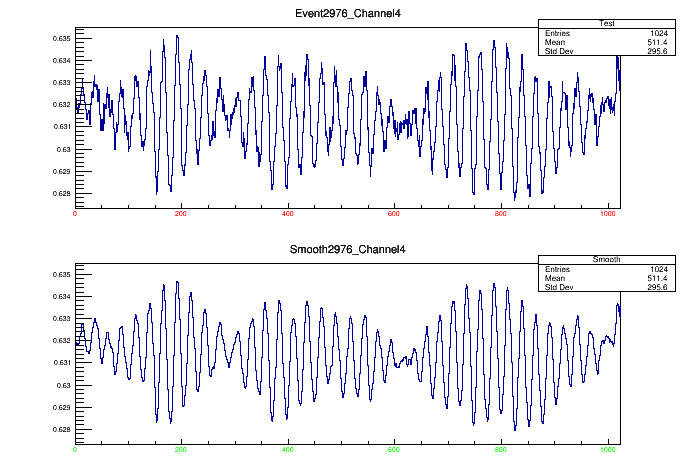 Event2976_Channel4
Test
Entries 1024
Mean 511.4
Std Dev 295.6
0.635
0.634
0.633
0.632
0.631
0.63
0.629
0.628
0 200 400 600 800 1000
Smooth2976_Channel4
Smooth
Entries 1024
Mean 511.4
Std Dev 295.6
0.635
0.634
0.633
0.632
0.631
0.63
0.629
0.628
0 200 400 600 800 1000